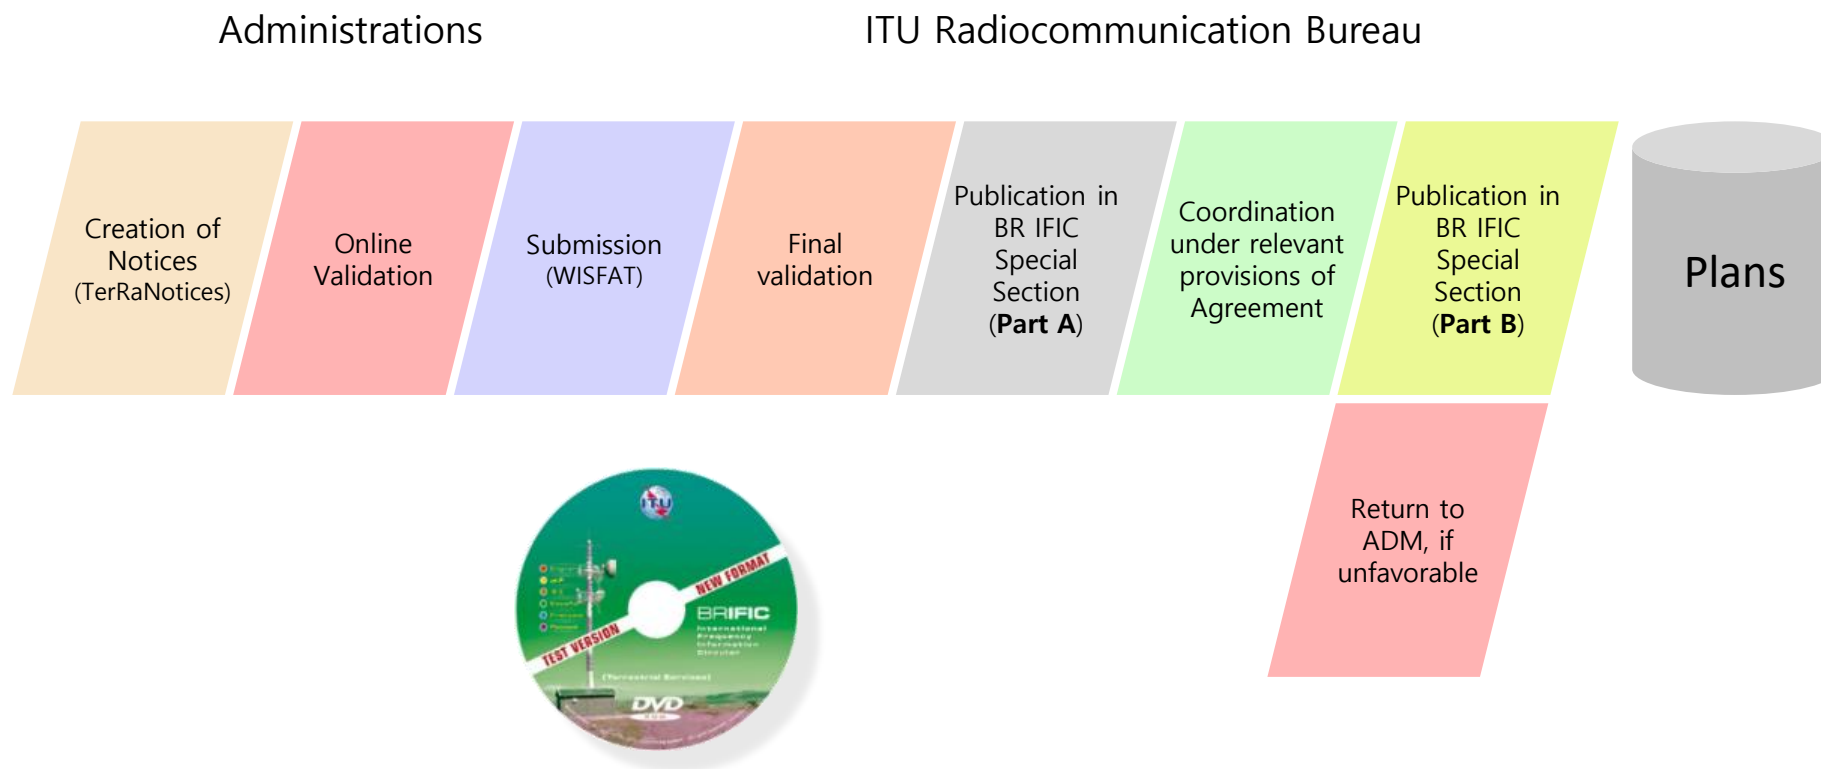 Administrations
ITU Radiocommunication Bureau
Creation of
Notices
(TerRaNotices)
Online
Validation
Submission
(WISFAT)
Final
validation
Publication in
BR IFIC
Special
Section
(Part A)
Coordination
under relevant
provisions of
Agreement
Publication in
BR IFIC
Special
Section
(Part B)
Plans
Return to
ADM, if
unfavorable
ITU
NEW FORMAT
TEST VERSION
BRIFIC
International
Frequency
Information
Circular
(Terrestrial Services)
DVD